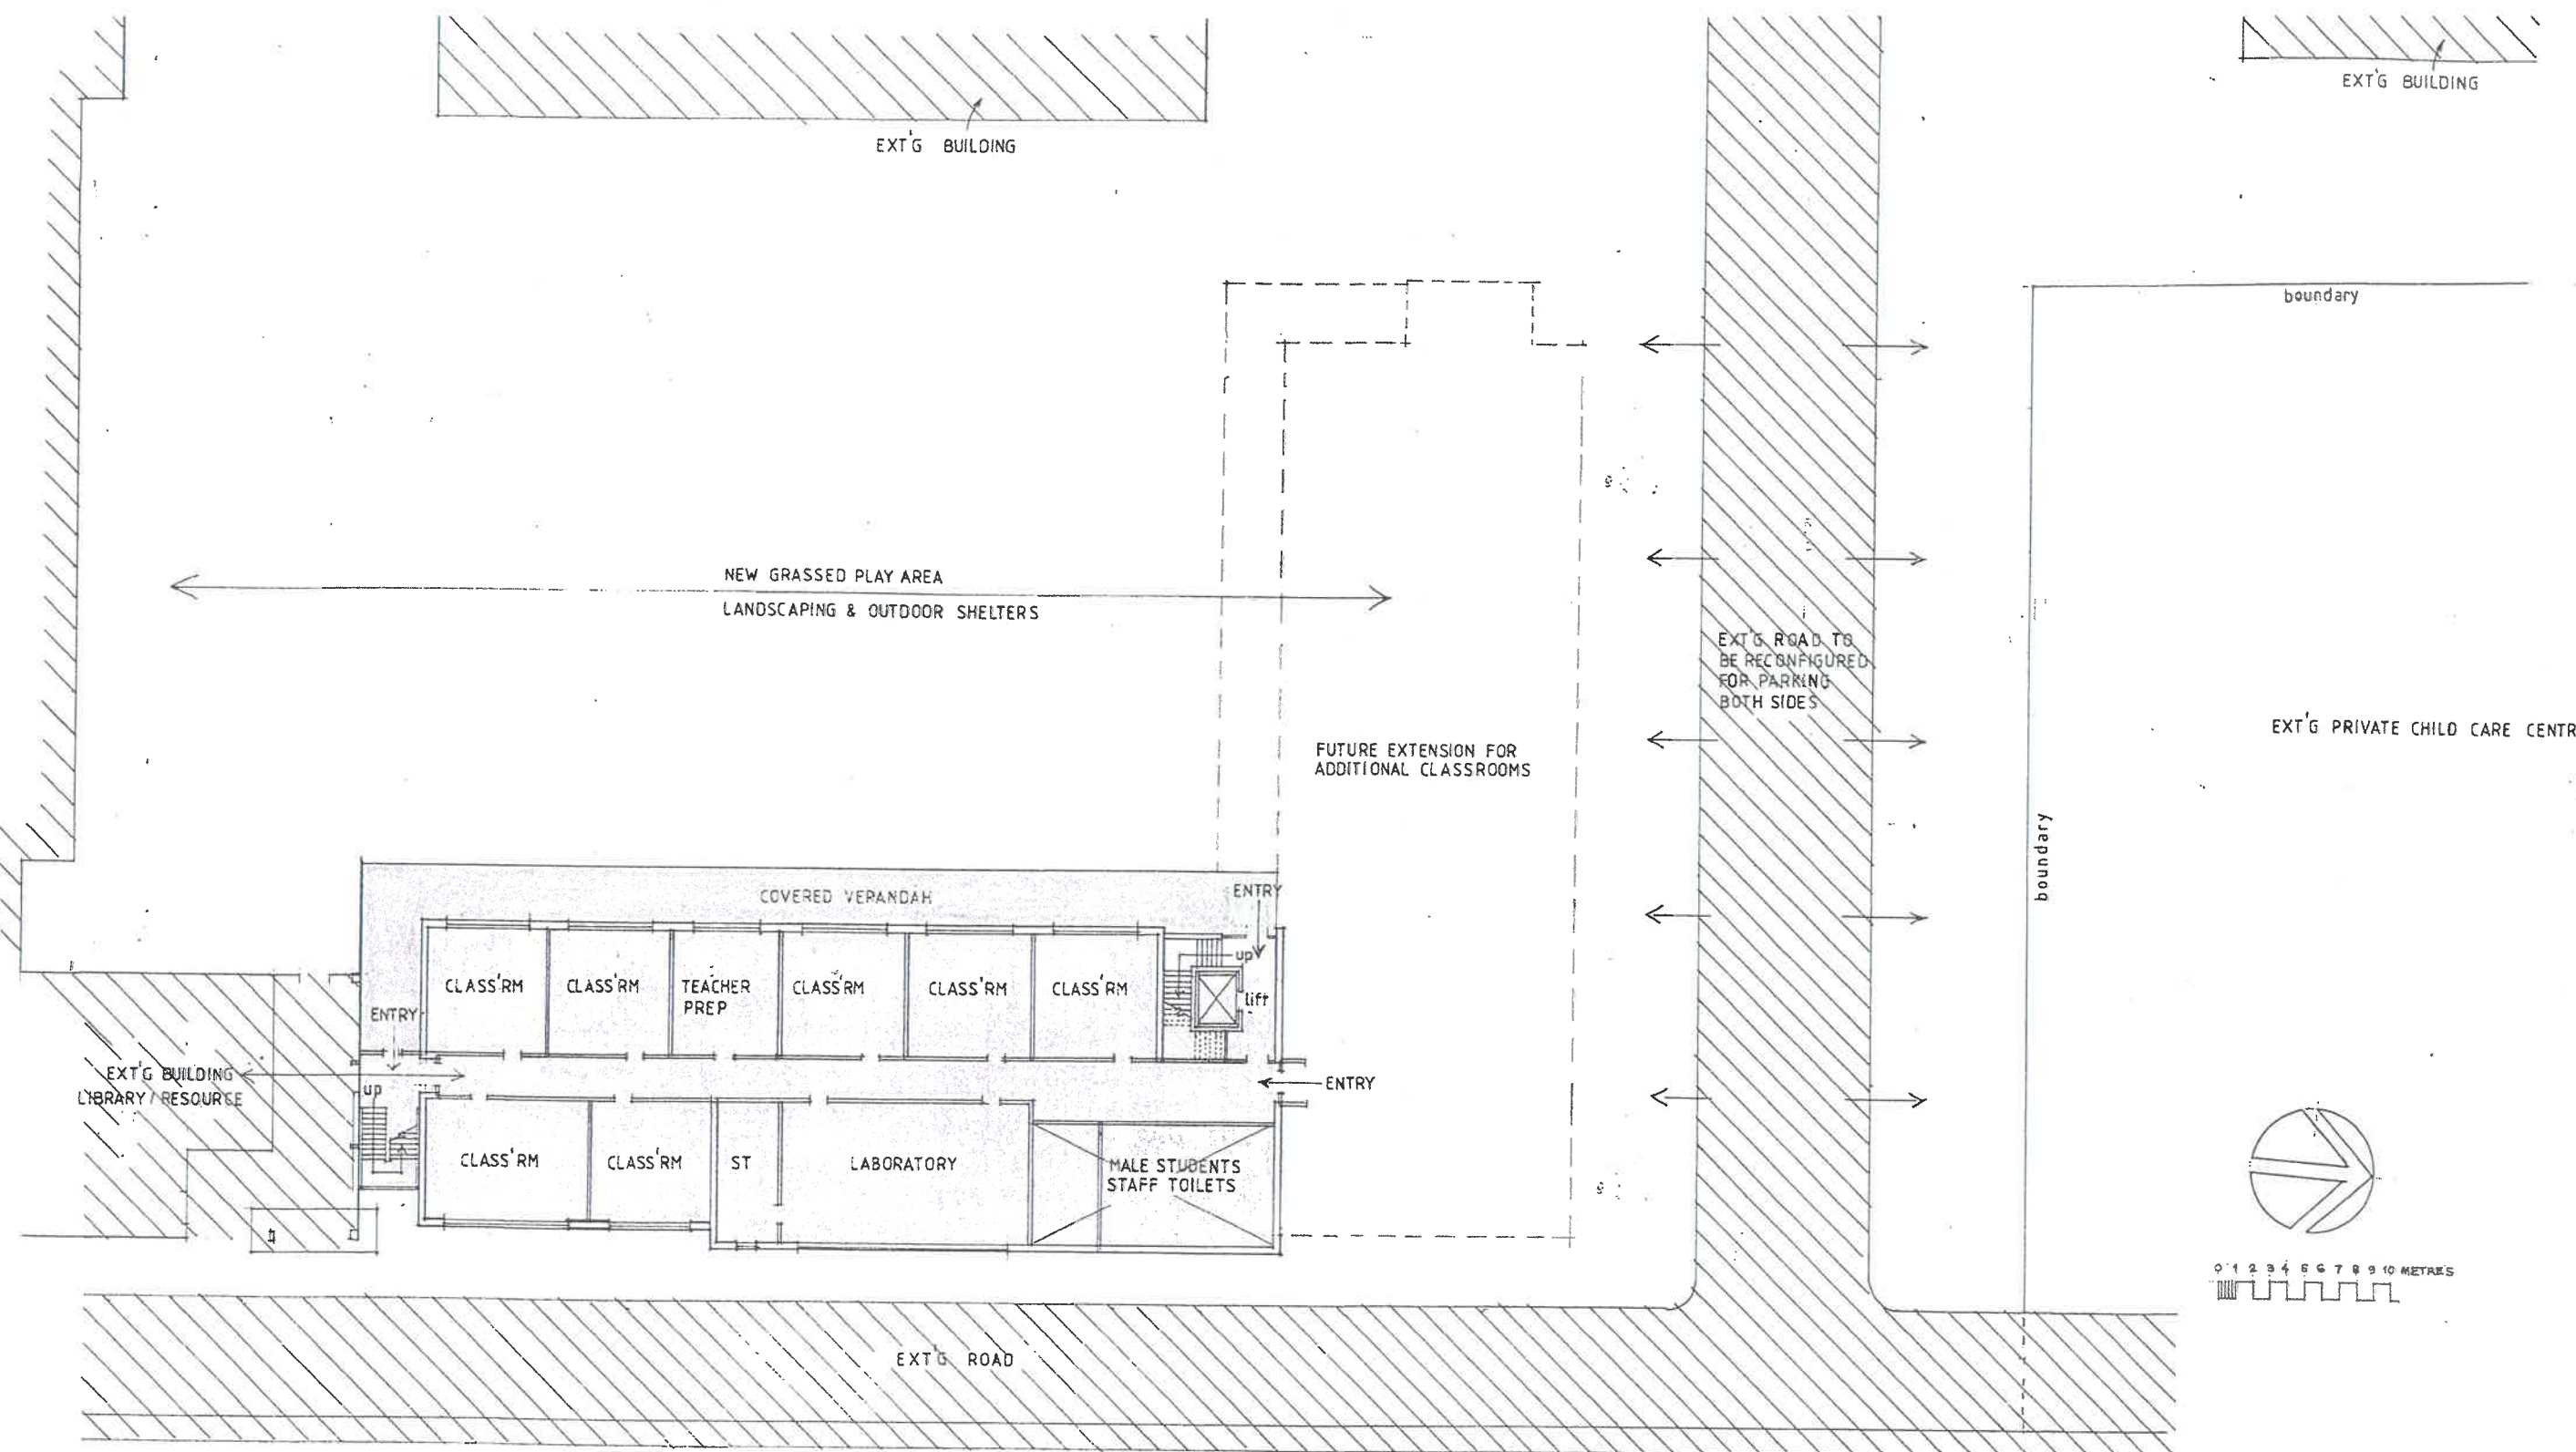 EXT'G BUILDING
EXT'G BUILDING
boundary
NEW GRASSED PLAY AREA
LANDSCAPING & OUTDOOR SHELTERS
EXT'G ROAD TO
BE RECONFIGURED
FOR PARKING
BOTH SIDES
EXT'G PRIVATE CHILD CARE CENTR
FUTURE EXTENSION FOR
ADDITIONAL CLASSROOMS
boundary
COVERED VERANDAH
ENTRY
up
CLASS'RM
CLASS'RM
TEACHER
PREP
CLASS'RM
CLASS'RM
CLASS'RM
lift
ENTRY
EXT'G BUILDING
LIBRARY / RESOURCE
up
ENTRY
CLASS'RM
CLASS'RM
ST
LABORATORY
MALE STUDENTS
STAFF TOILETS
0 1 2 3 4 5 6 7 8 9 10 METRES
EXT'G ROAD